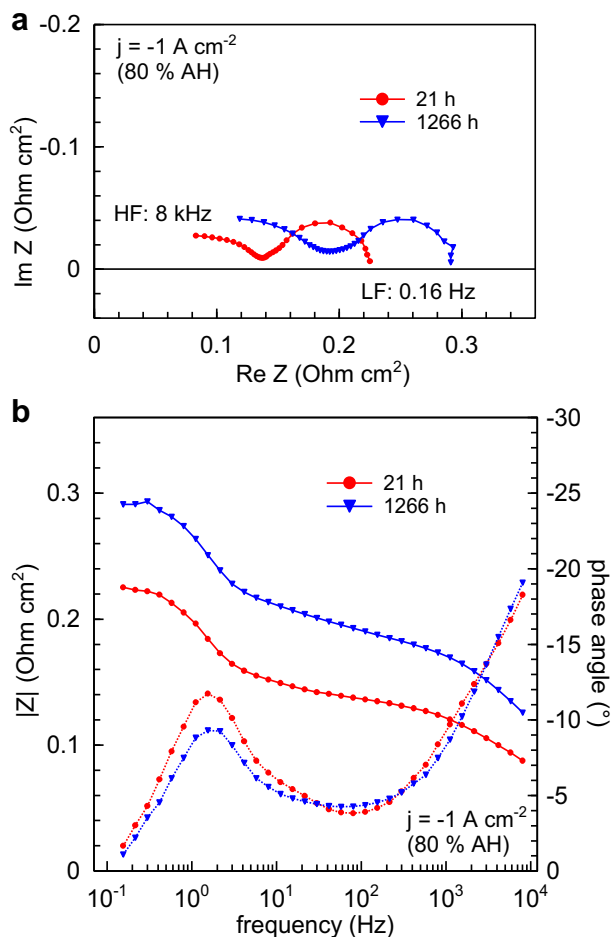 a
-0.2
-0.1
0
Im Z (Ohm cm²)
j = -1 A cm⁻²
(80 % AH)
21 h
1266 h
HF: 8 kHz
LF: 0.16 Hz
0 0.1 0.2 0.3
Re Z (Ohm cm²)
b
0.3
0.2
0.1
0
|Z| (Ohm cm²)
21 h
1266 h
j = -1 A cm⁻²
(80 % AH)
-30
-25
-20
-15
-10
-5
0
phase angle (°)
10⁻¹ 10⁰ 10¹ 10² 10³ 10⁴
frequency (Hz)